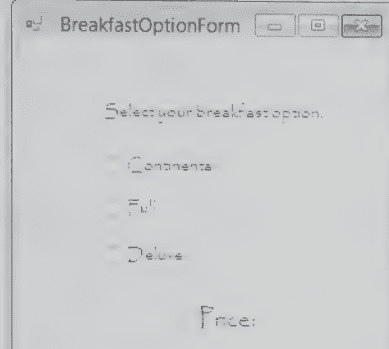 BreakfastOptionForm
Select your breakfast option.
Continental
Full
Deluxe
Price: